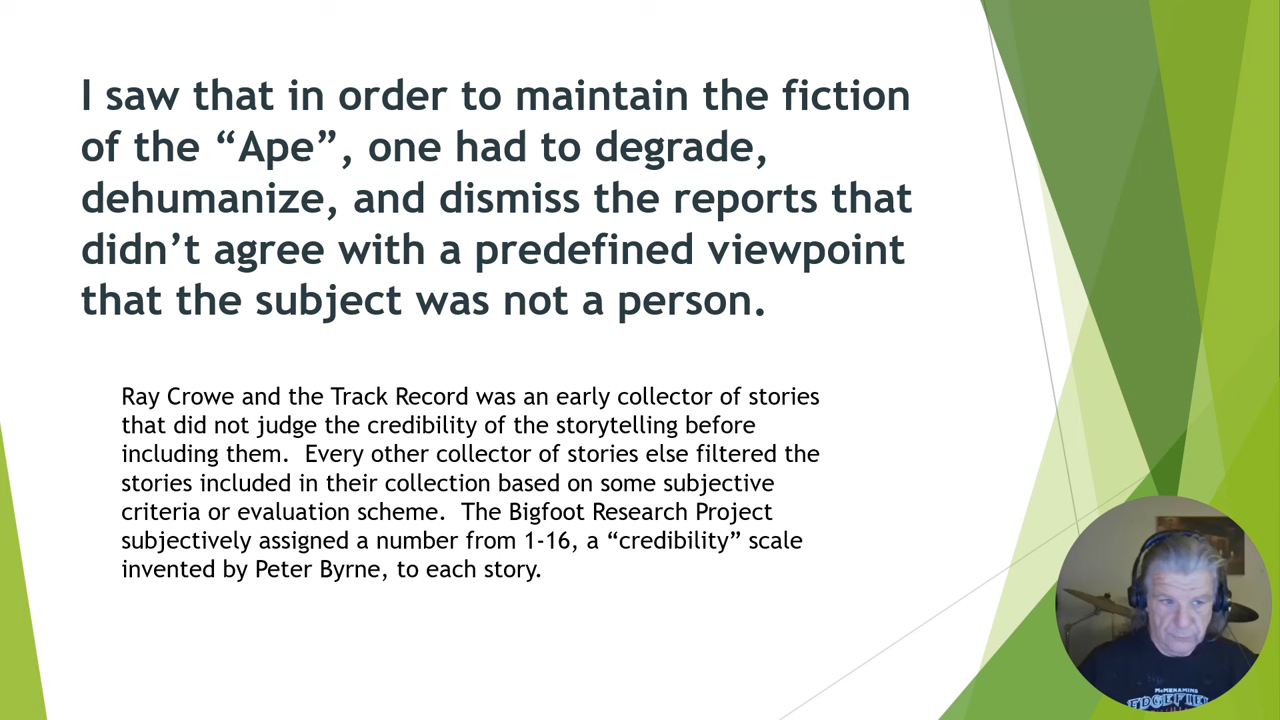 I saw that in order to maintain the fiction
of the “Ape”, one had to degrade,
dehumanize, and dismiss the reports that
didn’t agree with a predefined viewpoint
that the subject was not a person.
Ray Crowe and the Track Record was an early collector of stories
that did not judge the credibility of the storytelling before
including them.  Every other collector of stories else filtered the
stories included in their collection based on some subjective
criteria or evaluation scheme.  The Bigfoot Research Project
subjectively assigned a number from 1-16, a “credibility” scale
invented by Peter Byrne, to each story.
McMENAMINS